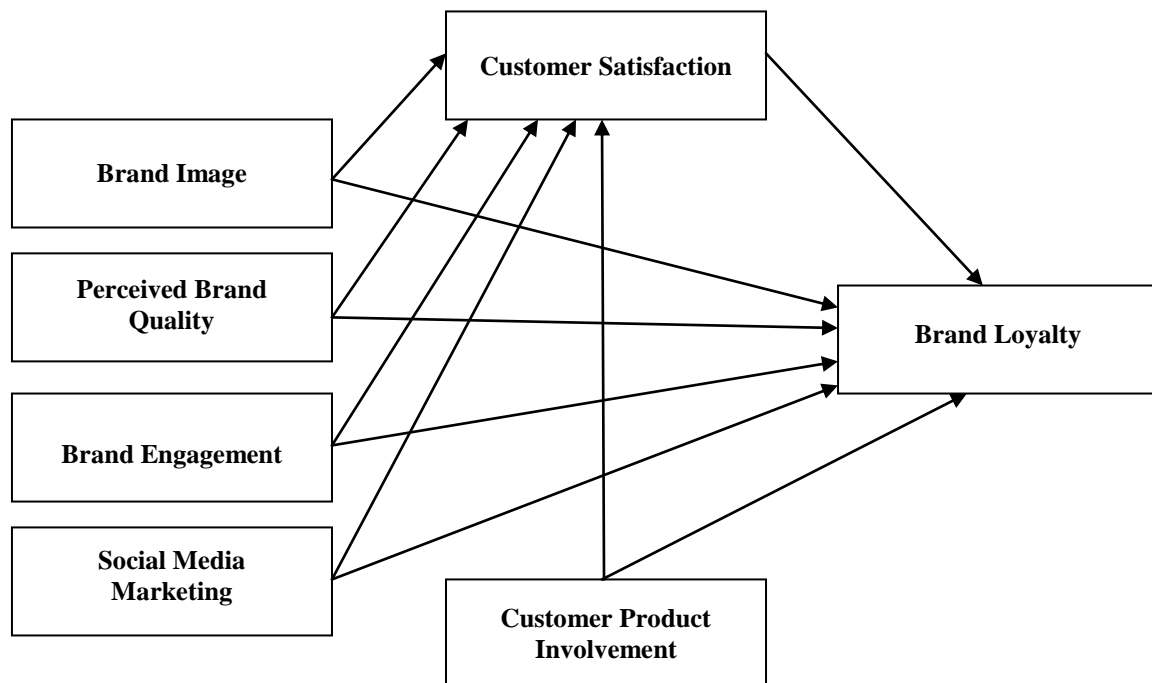 Customer Satisfaction
Brand Image
Perceived Brand
Quality
Brand Loyalty
Brand Engagement
Social Media
Marketing
Customer Product
Involvement